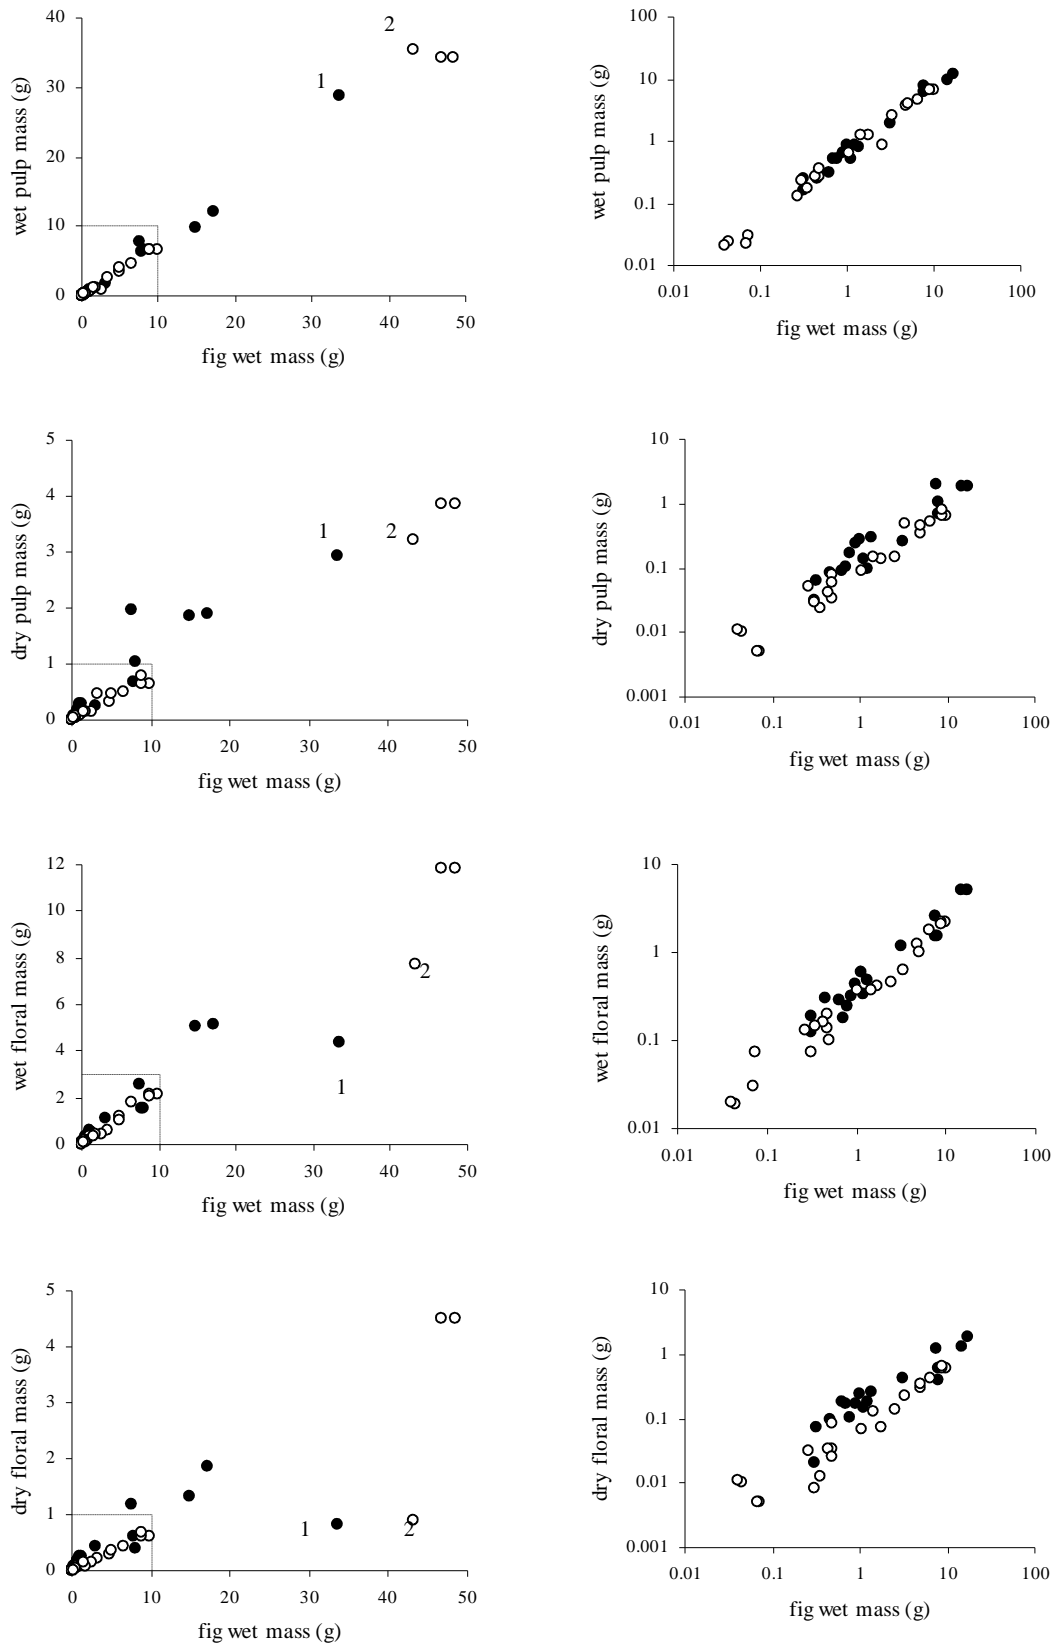 40
30
20
10
0
0 10 20 30 40 50
wet pulp mass (g)
fig wet mass (g)
1
2
100
10
1
0.1
0.01
0.01 0.1 1 10 100
wet pulp mass (g)
fig wet mass (g)
5
4
3
2
1
0
0 10 20 30 40 50
dry pulp mass (g)
fig wet mass (g)
1
2
10
1
0.1
0.01
0.001
0.01 0.1 1 10 100
dry pulp mass (g)
fig wet mass (g)
12
10
8
6
4
2
0
0 10 20 30 40 50
wet floral mass (g)
fig wet mass (g)
2
1
10
1
0.1
0.01
0.01 0.1 1 10 100
wet floral mass (g)
fig wet mass (g)
5
4
3
2
1
0
0 10 20 30 40 50
dry floral mass (g)
fig wet mass (g)
1
2
10
1
0.1
0.01
0.001
0.01 0.1 1 10 100
dry floral mass (g)
fig wet mass (g)